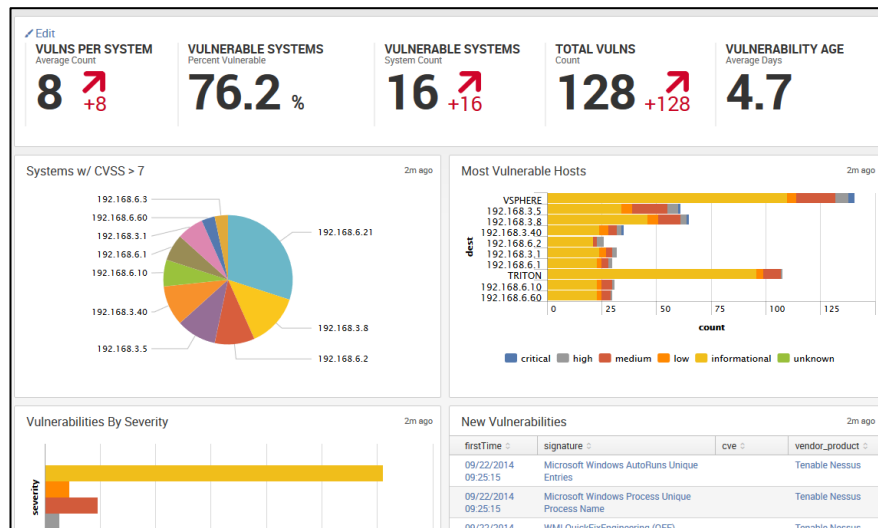 Edit
VULNS PER SYSTEM
Average Count
8 +8
VULNERABLE SYSTEMS
Percent Vulnerable
76.2 %
VULNERABLE SYSTEMS
System Count
16 +16
TOTAL VULNS
Count
128 +128
VULNERABILITY AGE
Average Days
4.7
Systems w/ CVSS > 7
2m ago
192.168.6.3
192.168.6.60
192.168.3.1
192.168.6.1
192.168.6.10
192.168.3.40
192.168.3.5
192.168.6.21
192.168.3.8
192.168.6.2
Most Vulnerable Hosts
2m ago
dest
VSPHERE
192.168.3.5
192.168.3.8
192.168.3.40
192.168.6.2
192.168.3.1
192.168.6.1
TRITON
192.168.6.10
192.168.6.60
0 25 50 75 100 125
count
critical high medium low informational unknown
Vulnerabilities By Severity
2m ago
severity
New Vulnerabilities
2m ago
firstTime signature cve vendor_product
09/22/2014 Microsoft Windows AutoRuns Unique Tenable Nessus
09:25:15 Entries
09/22/2014 Microsoft Windows Process Unique Tenable Nessus
09:25:15 Process Name
09/22/2014 WMI QuickFixEngineering (QFE) Tenable Nessus